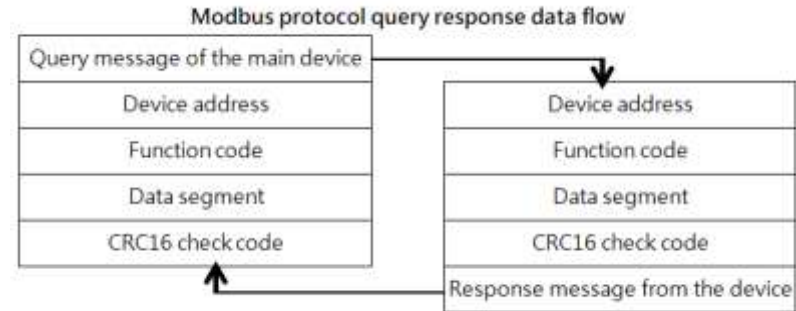 Modbus protocol query response data flow
Query message of the main device
Device address
Function code
Data segment
CRC16 check code
Device address
Function code
Data segment
CRC16 check code
Response message from the device